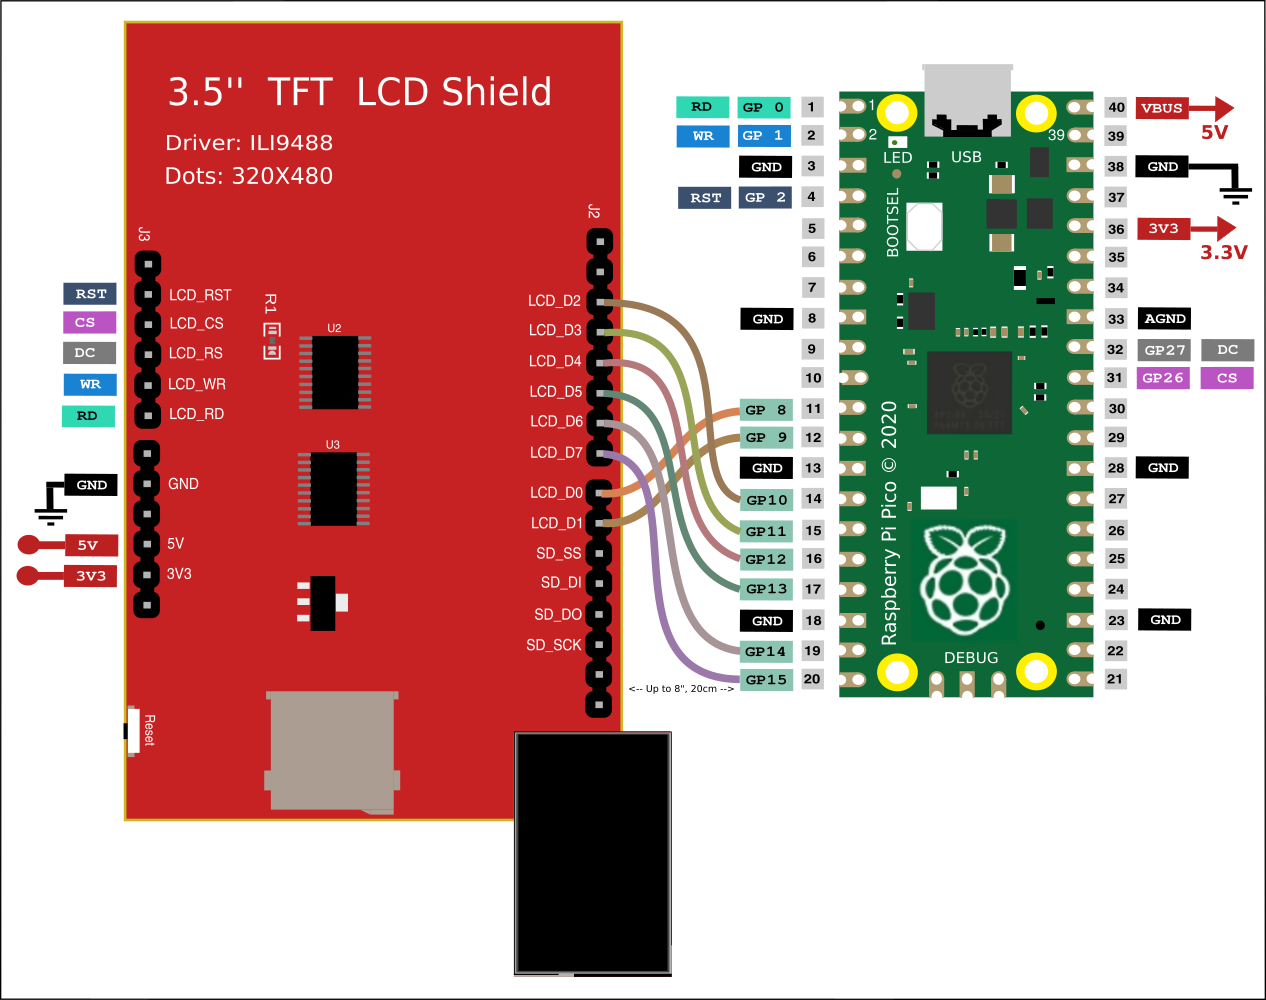 3.5'' TFT LCD Shield
Driver: ILI9488
Dots: 320X480
J3
J2
R1
U2
U3
RST
CS
DC
WR
RD
GND
5V
3V3
LCD_RST
LCD_CS
LCD_RS
LCD_WR
LCD_RD
GND
5V
3V3
Reset
LCD_D2
LCD_D3
LCD_D4
LCD_D5
LCD_D6
LCD_D7
LCD_D0
LCD_D1
SD_SS
SD_DI
SD_DO
SD_SCK
<-- Up to 8", 20cm -->
RD GP 0 1
WR GP 1 2
GND 3
RST GP 2 4
5
6
7
GND 8
9
10
GP 8 11
GP 9 12
GND 13
GP10 14
GP11 15
GP12 16
GP13 17
GND 18
GP14 19
GP15 20
1
2
39
LED
USB
BOOTSEL
Raspberry Pi Pico © 2020
DEBUG
40 VBUS
5V
39
38 GND
37
36 3V3
3.3V
35
34
33 AGND
32 GP27 DC
31 GP26 CS
30
29
28 GND
27
26
25
24
23 GND
22
21